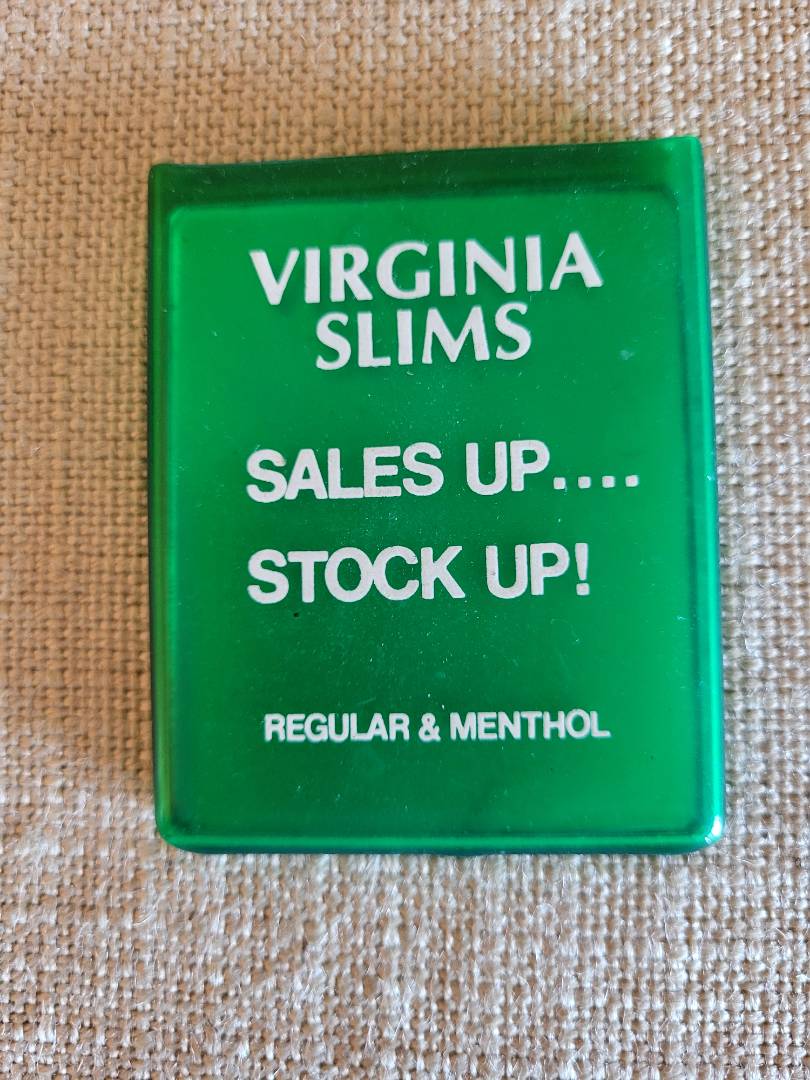 VIRGINIA
SLIMS
SALES UP....
STOCK UP!
REGULAR & MENTHOL